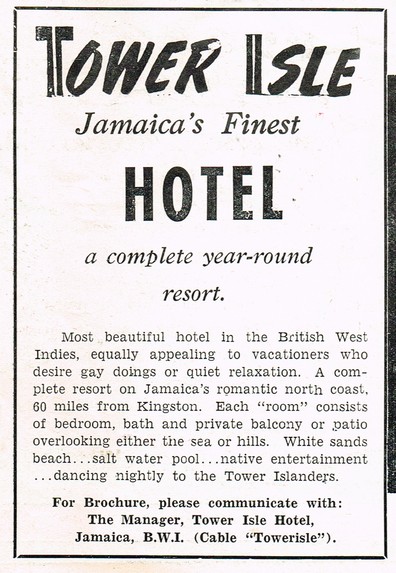 TOWER ISLE
Jamaica's Finest
HOTEL
a complete year-round
resort.
Most beautiful hotel in the British West
Indies, equally appealing to vacationers who
desire gay doings or quiet relaxation. A com-
plete resort on Jamaica's romantic north coast,
60 miles from Kingston. Each "room" consists
of bedroom, bath and private balcony or patio
overlooking either the sea or hills. White sands
beach...salt water pool...native entertainment
...dancing nightly to the Tower Islanders.
For Brochure, please communicate with:
The Manager, Tower Isle Hotel,
Jamaica, B.W.I. (Cable "Towerisle").